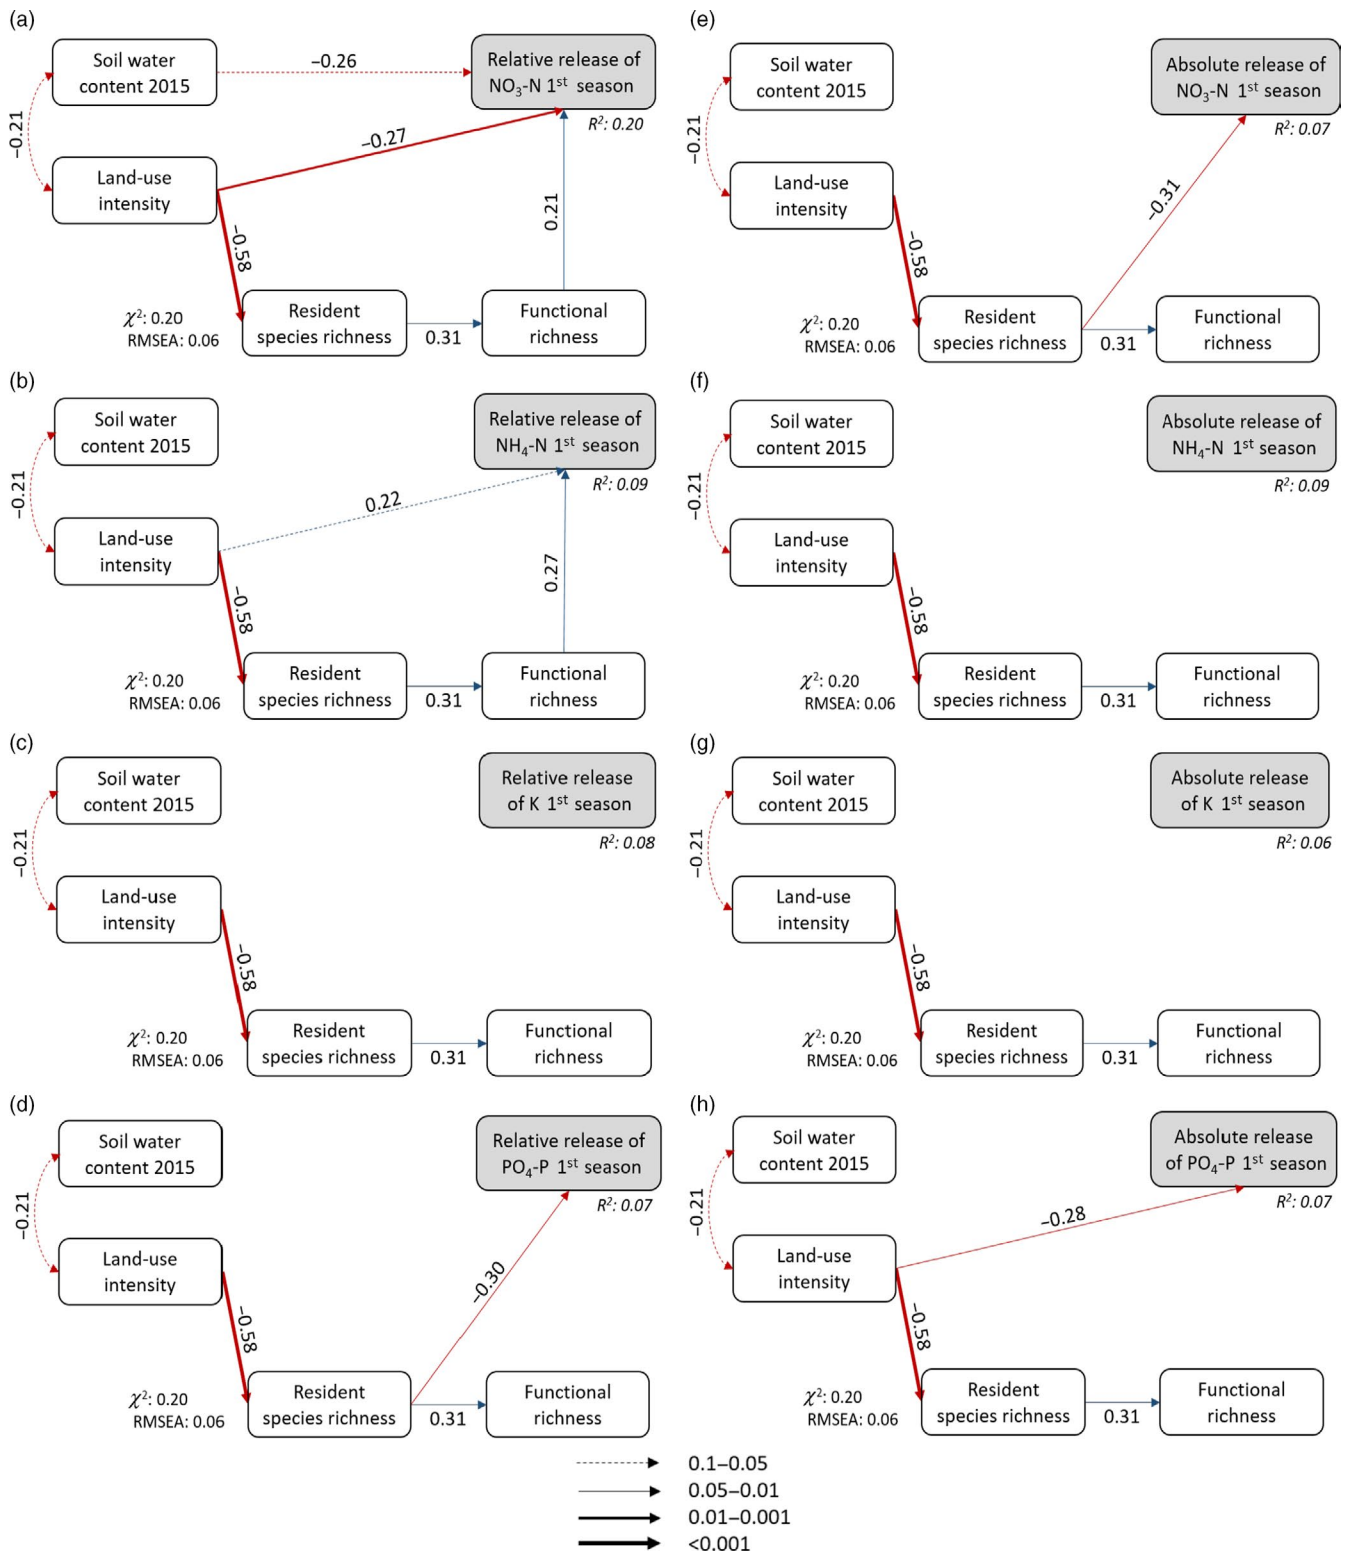 (a)
Soil water
content 2015
−0.26
Relative release of
NO₃-N 1ˢᵗ season
R²: 0.20
−0.21
−0.27
Land-use
intensity
−0.58
0.21
χ²: 0.20
RMSEA: 0.06
Resident
species richness
0.31
Functional
richness
(e)
Soil water
content 2015
Absolute release of
NO₃-N 1ˢᵗ season
R²: 0.07
−0.21
Land-use
intensity
−0.31
−0.58
χ²: 0.20
RMSEA: 0.06
Resident
species richness
0.31
Functional
richness
(b)
Soil water
content 2015
Relative release of
NH₄-N 1ˢᵗ season
R²: 0.09
−0.21
0.22
Land-use
intensity
−0.58
0.27
χ²: 0.20
RMSEA: 0.06
Resident
species richness
0.31
Functional
richness
(f)
Soil water
content 2015
Absolute release of
NH₄-N 1ˢᵗ season
R²: 0.09
−0.21
Land-use
intensity
−0.58
χ²: 0.20
RMSEA: 0.06
Resident
species richness
0.31
Functional
richness
(c)
Soil water
content 2015
Relative release
of K 1ˢᵗ season
R²: 0.08
−0.21
Land-use
intensity
−0.58
χ²: 0.20
RMSEA: 0.06
Resident
species richness
0.31
Functional
richness
(g)
Soil water
content 2015
Absolute release
of K 1ˢᵗ season
R²: 0.06
−0.21
Land-use
intensity
−0.58
χ²: 0.20
RMSEA: 0.06
Resident
species richness
0.31
Functional
richness
(d)
Soil water
content 2015
Relative release of
PO₄-P 1ˢᵗ season
R²: 0.07
−0.21
Land-use
intensity
−0.30
−0.58
χ²: 0.20
RMSEA: 0.06
Resident
species richness
0.31
Functional
richness
(h)
Soil water
content 2015
Absolute release
of PO₄-P 1ˢᵗ season
R²: 0.07
−0.21
−0.28
Land-use
intensity
−0.58
χ²: 0.20
RMSEA: 0.06
Resident
species richness
0.31
Functional
richness
0.1–0.05
0.05–0.01
0.01–0.001
<0.001